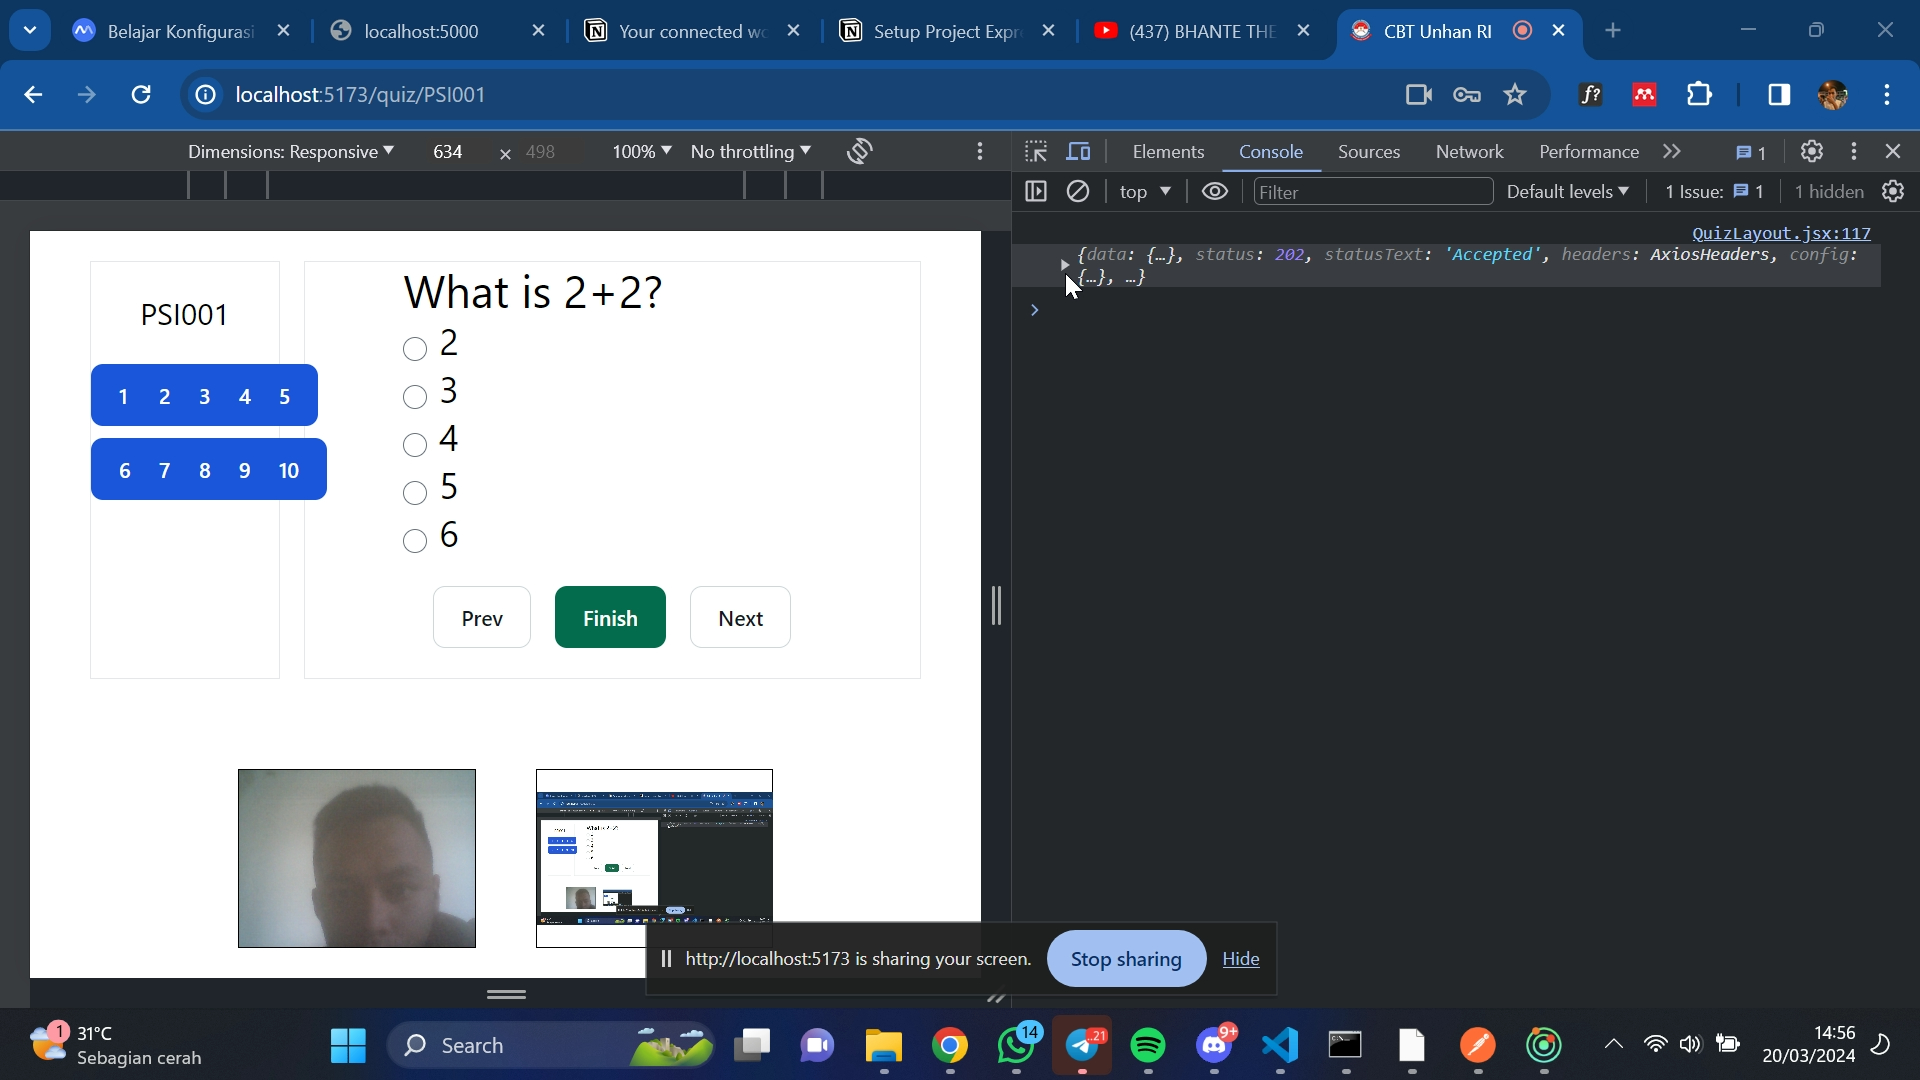 Belajar Konfigurasi
localhost:5000
Your connected wo
Setup Project Expr
(437) BHANTE THE
CBT Unhan RI
localhost:5173/quiz/PSI001
f?
Dimensions: Responsive
634
×
498
100%
No throttling
Elements
Console
Sources
Network
Performance
1
top
Filter
Default levels
1 Issue:
1
1 hidden
QuizLayout.jsx:117
{data: {…}, status: 202, statusText: 'Accepted', headers: AxiosHeaders, config:
{…}, …}
PSI001
1 2 3 4 5
6 7 8 9 10
What is 2+2?
2
3
4
5
6
Prev
Finish
Next
http://localhost:5173 is sharing your screen.
Stop sharing
Hide
1
31°C
Sebagian cerah
Search
14
21
9+
14:56
20/03/2024